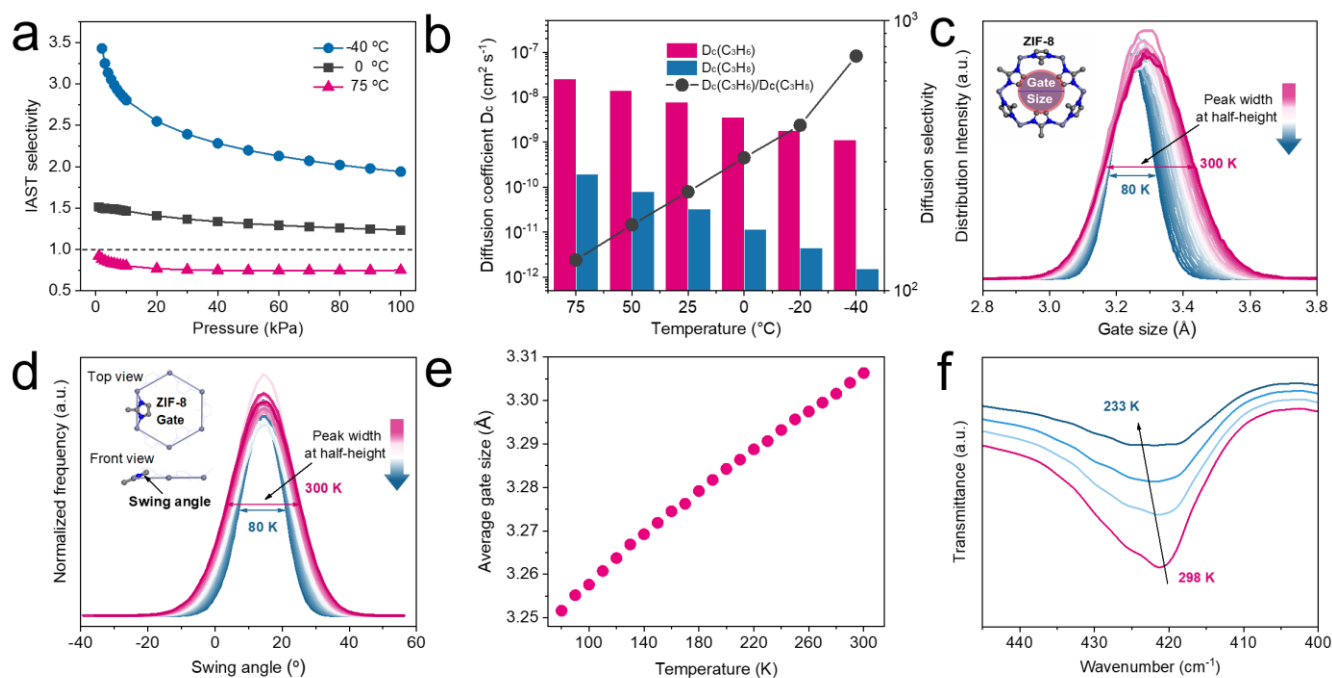 a
3.5
3.0
2.5
2.0
1.5
1.0
0.5
IAST selectivity
-40 ºC
0 ºC
75 ºC
0
20
40
60
80
100
Pressure (kPa)
b
10-7
10-8
10-9
10-10
10-11
10-12
Diffusion coefficient Dc (cm2 s-1)
Dc(C3H6)
Dc(C3H8)
Dc(C3H6)/Dc(C3H8)
103
102
Diffusion selectivity
75
50
25
0
-20
-40
Temperature (°C)
c
Distribution Intensity (a.u.)
ZIF-8
Gate
Size
Peak width
at half-height
300 K
80 K
2.8
3.0
3.2
3.4
3.6
3.8
Gate size (Å)
d
Normalized frequency (a.u.)
Top view
ZIF-8
Gate
Front view
Swing angle
Peak width
at half-height
300 K
80 K
-40
-20
0
20
40
60
Swing angle (º)
e
3.31
3.30
3.29
3.28
3.27
3.26
3.25
Average gate size (Å)
100
140
180
220
260
300
Temperature (K)
f
Transmittance (a.u.)
233 K
298 K
440
430
420
410
400
Wavenumber (cm-1)